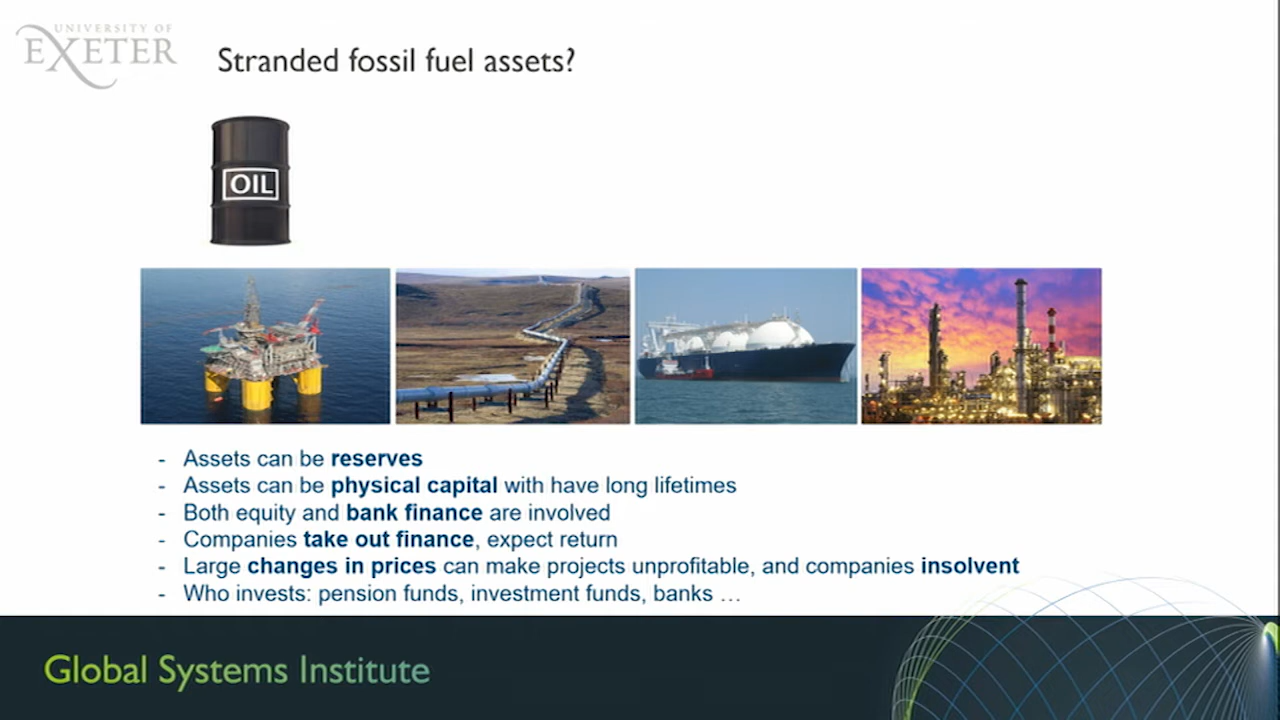 UNIVERSITY OF
EXETER
Stranded fossil fuel assets?
OIL
- Assets can be reserves
- Assets can be physical capital with have long lifetimes
- Both equity and bank finance are involved
- Companies take out finance, expect return
- Large changes in prices can make projects unprofitable, and companies insolvent
- Who invests: pension funds, investment funds, banks …
Global Systems Institute